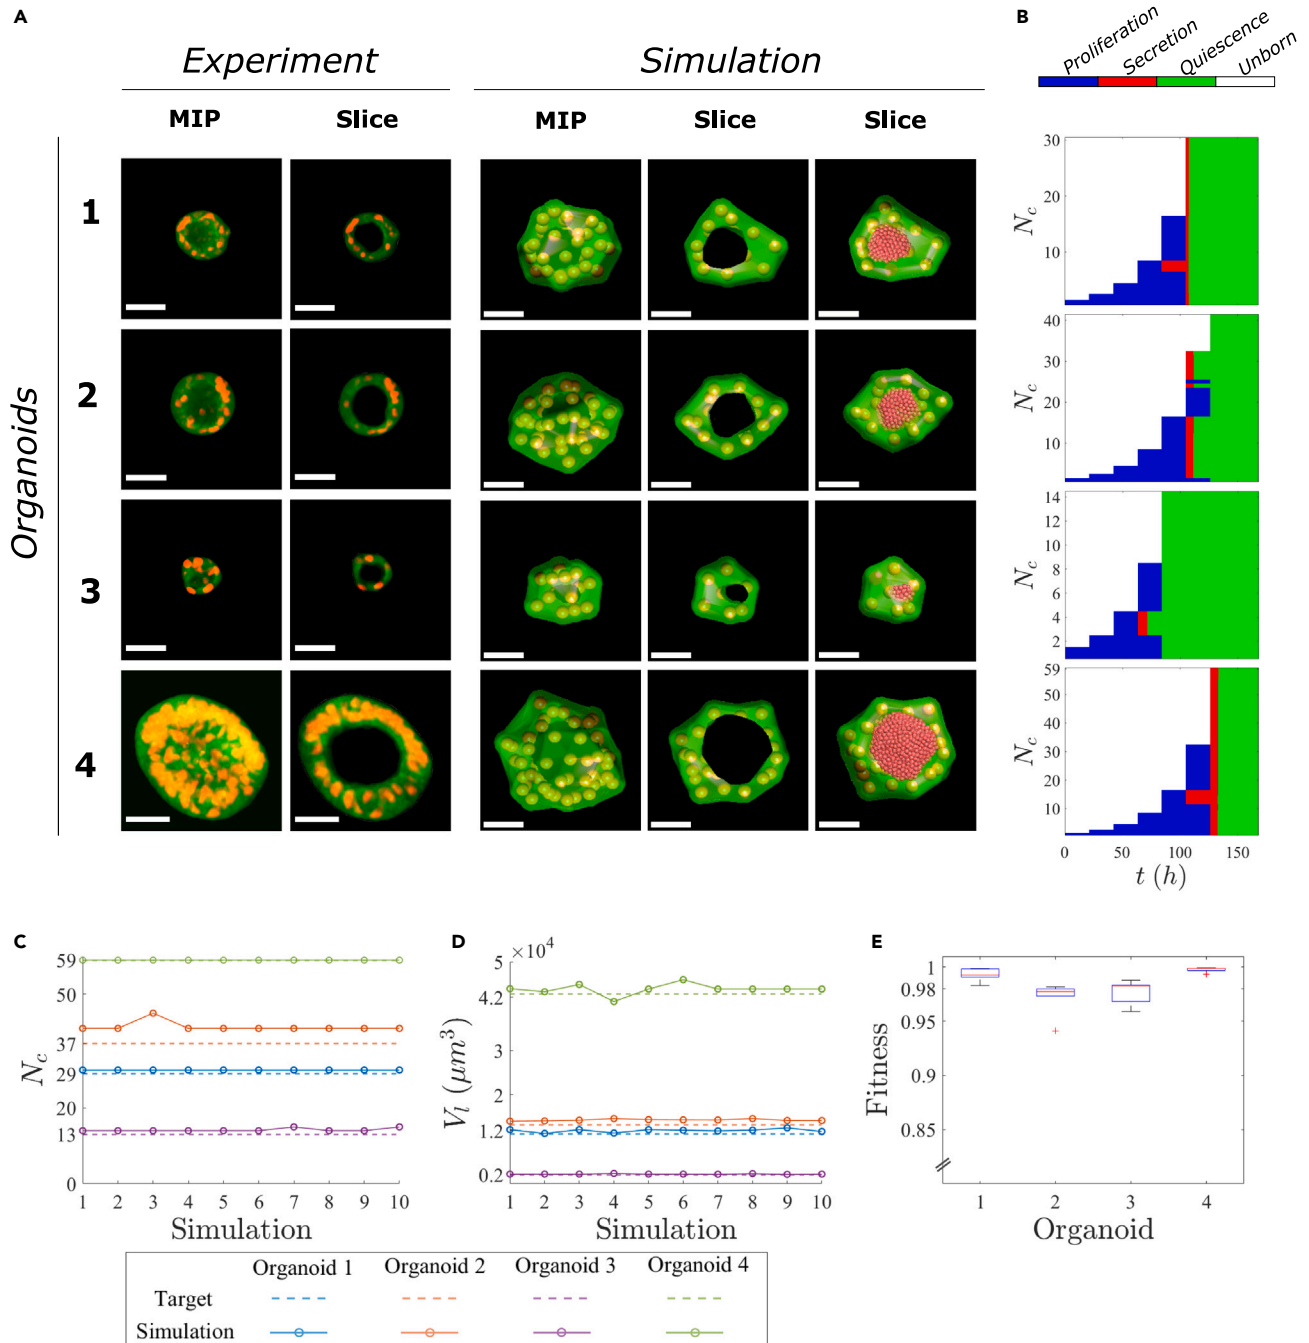 A
B
Experiment
Simulation
Proliferation
Secretion
Quiescence
Unborn
MIP
Slice
MIP
Slice
Slice
Organoids
1
2
3
4
30
20
10
N_c
40
30
20
10
N_c
14
12
10
8
6
4
2
N_c
59
50
40
30
20
10
N_c
0 50 100 150
t (h)
C
59
50
37
29
20
13
0
N_c
1 2 3 4 5 6 7 8 9 10
Simulation
D
×10⁴
5
4.2
2
1.2
0.2
V_l (μm³)
1 2 3 4 5 6 7 8 9 10
Simulation
E
1
0.98
0.95
0.9
0.85
Fitness
1 2 3 4
Organoid
Organoid 1 Organoid 2 Organoid 3 Organoid 4
Target
Simulation